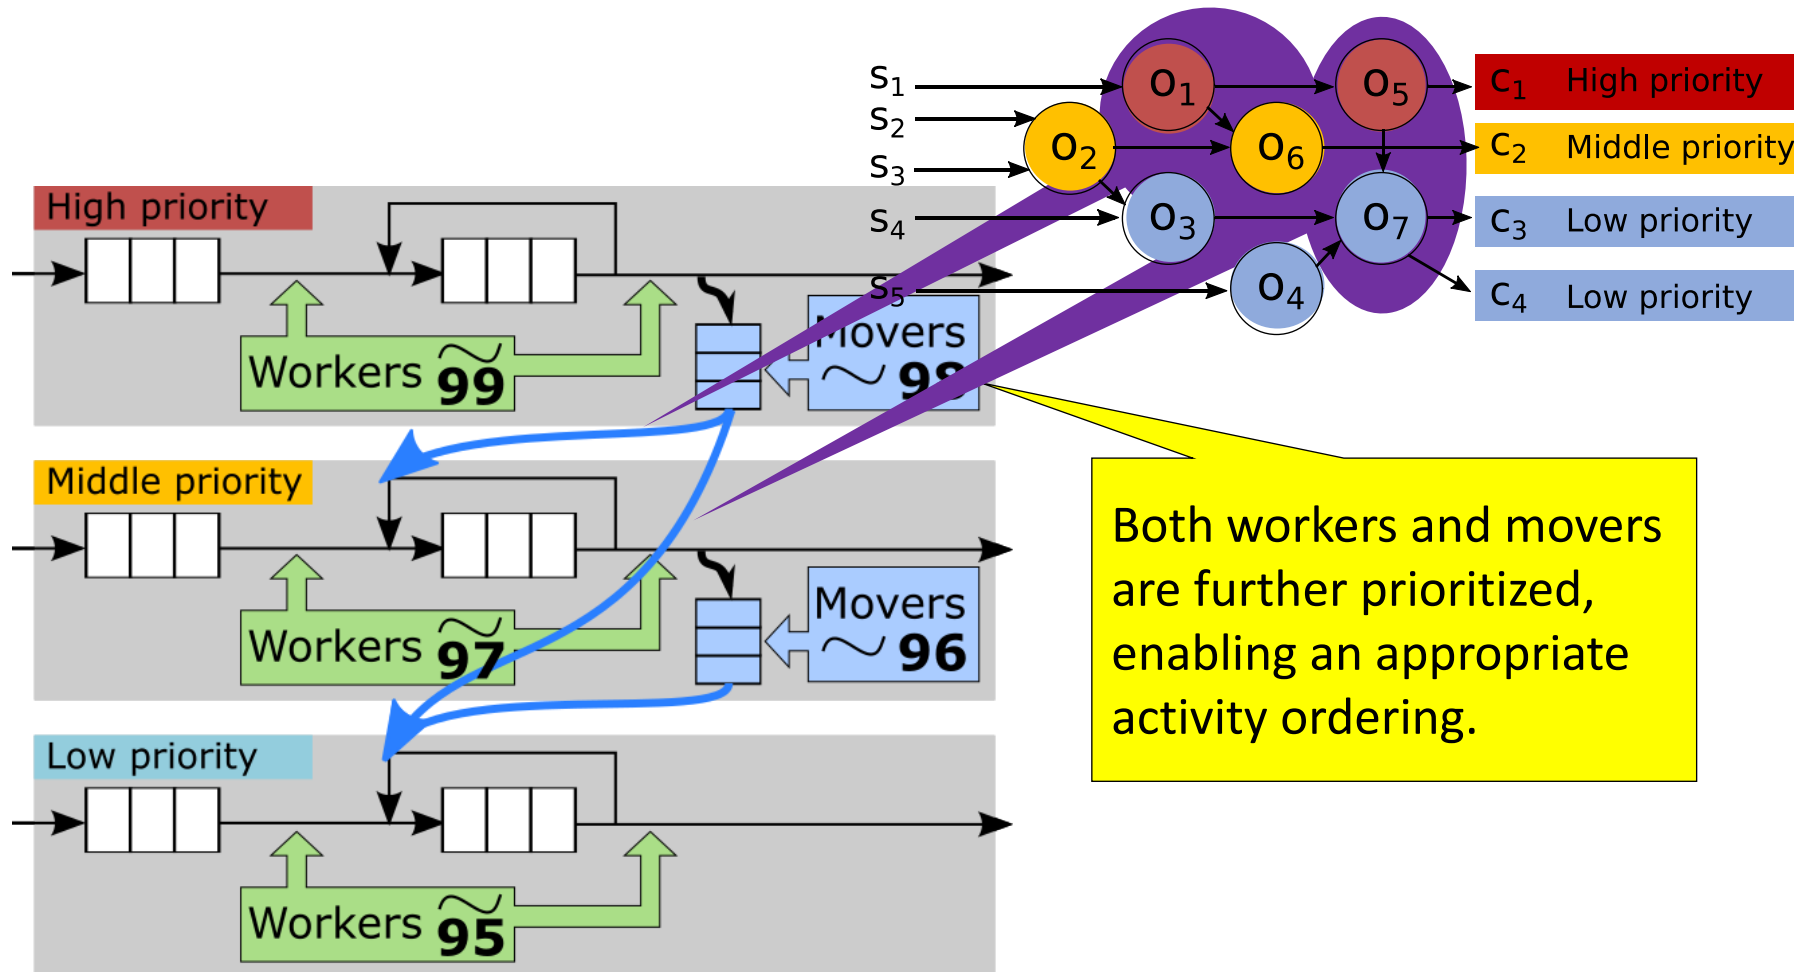 s1
s2
s3
s4
s5
o1
o5
o2
o6
o3
o7
o4
c1 High priority
c2 Middle priority
c3 Low priority
c4 Low priority
High priority
Workers 99
Movers
98
Middle priority
Workers 97
Movers
96
Low priority
Workers 95
Both workers and movers
are further prioritized,
enabling an appropriate
activity ordering.